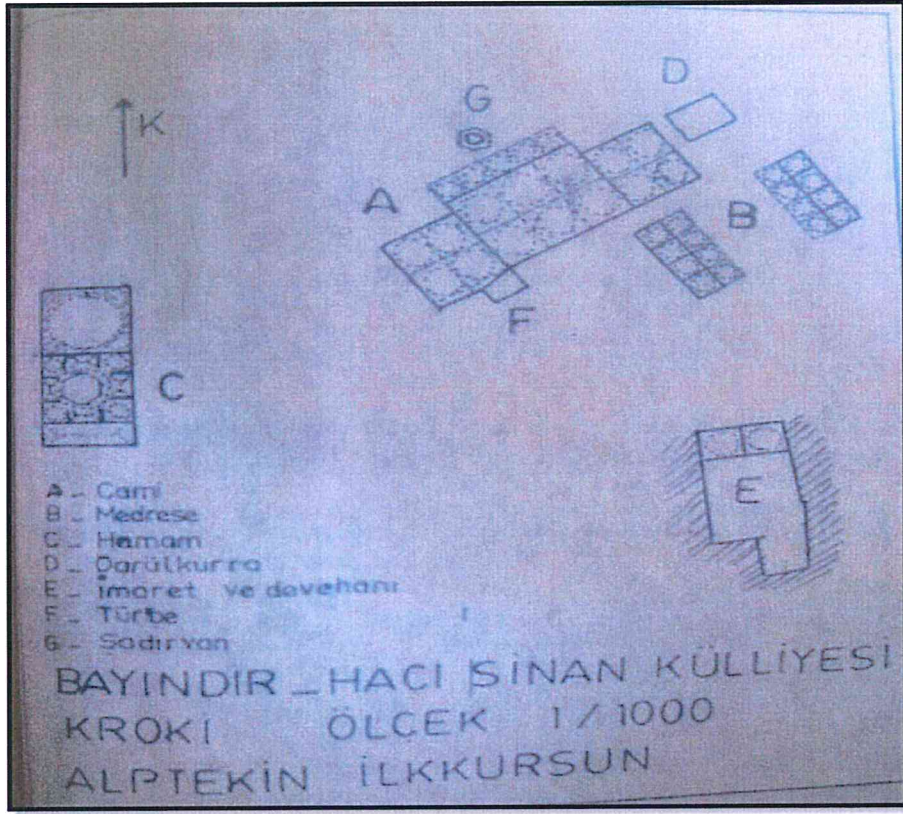 K
G
D
A
B
F
C
E
A _ Cami
B _ Medrese
C _ Hamam
D _ Darülkurra
E _ İmaret ve devehanı
F _ Türbe
G _ Sadırvan
BAYINDIR _ HACI SİNAN KÜLLİYESİ
KROKİ ÖLÇEK 1/1000
ALPTEKİN İLKKURSUN